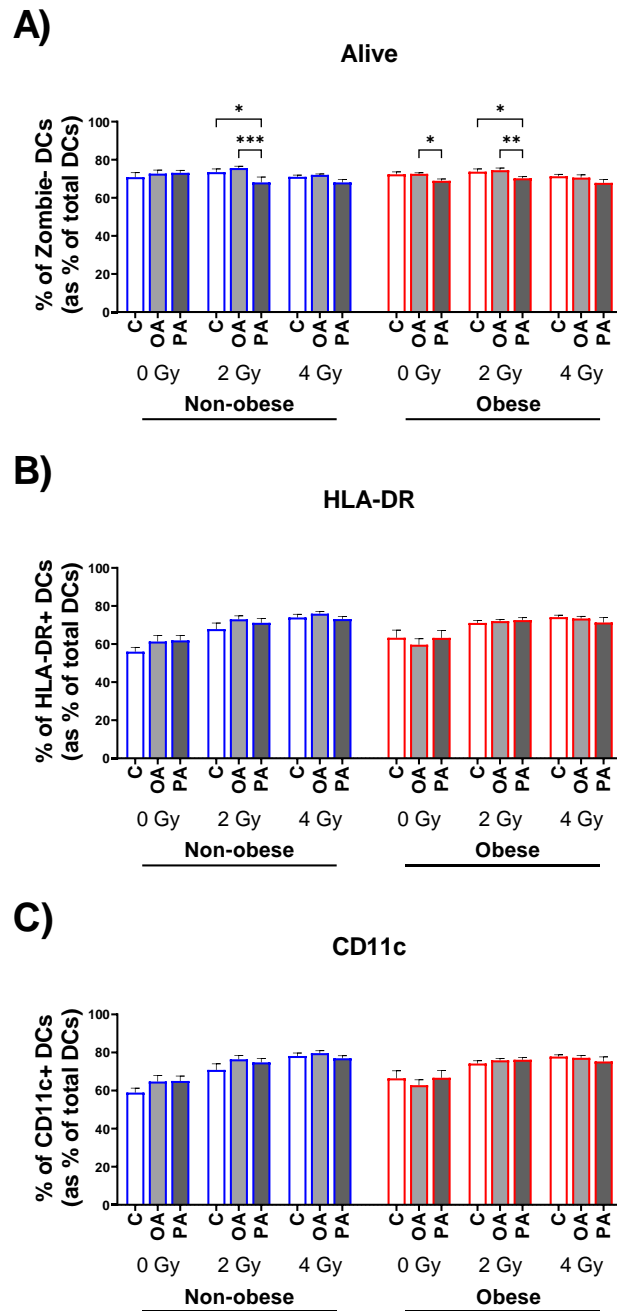 A)
Alive
% of Zombie- DCs
(as % of total DCs)
100
80
60
40
20
0
* *** * * **
C OA PA C OA PA C OA PA C OA PA C OA PA C OA PA
0 Gy 2 Gy 4 Gy 0 Gy 2 Gy 4 Gy
Non-obese Obese
B)
HLA-DR
% of HLA-DR+ DCs
(as % of total DCs)
100
80
60
40
20
0
C OA PA C OA PA C OA PA C OA PA C OA PA C OA PA
0 Gy 2 Gy 4 Gy 0 Gy 2 Gy 4 Gy
Non-obese Obese
C)
CD11c
% of CD11c+ DCs
(as % of total DCs)
100
80
60
40
20
0
C OA PA C OA PA C OA PA C OA PA C OA PA C OA PA
0 Gy 2 Gy 4 Gy 0 Gy 2 Gy 4 Gy
Non-obese Obese